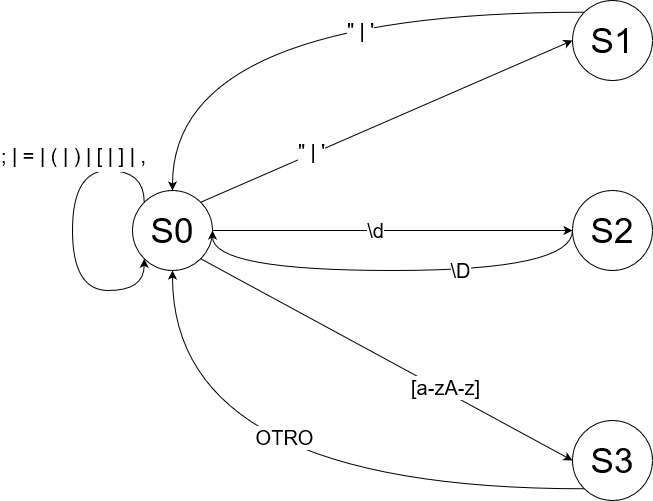 " | '
S1
" | '
; | = | ( | ) | [ | ] | ,
S0
\d
S2
\D
[a-zA-z]
OTRO
S3